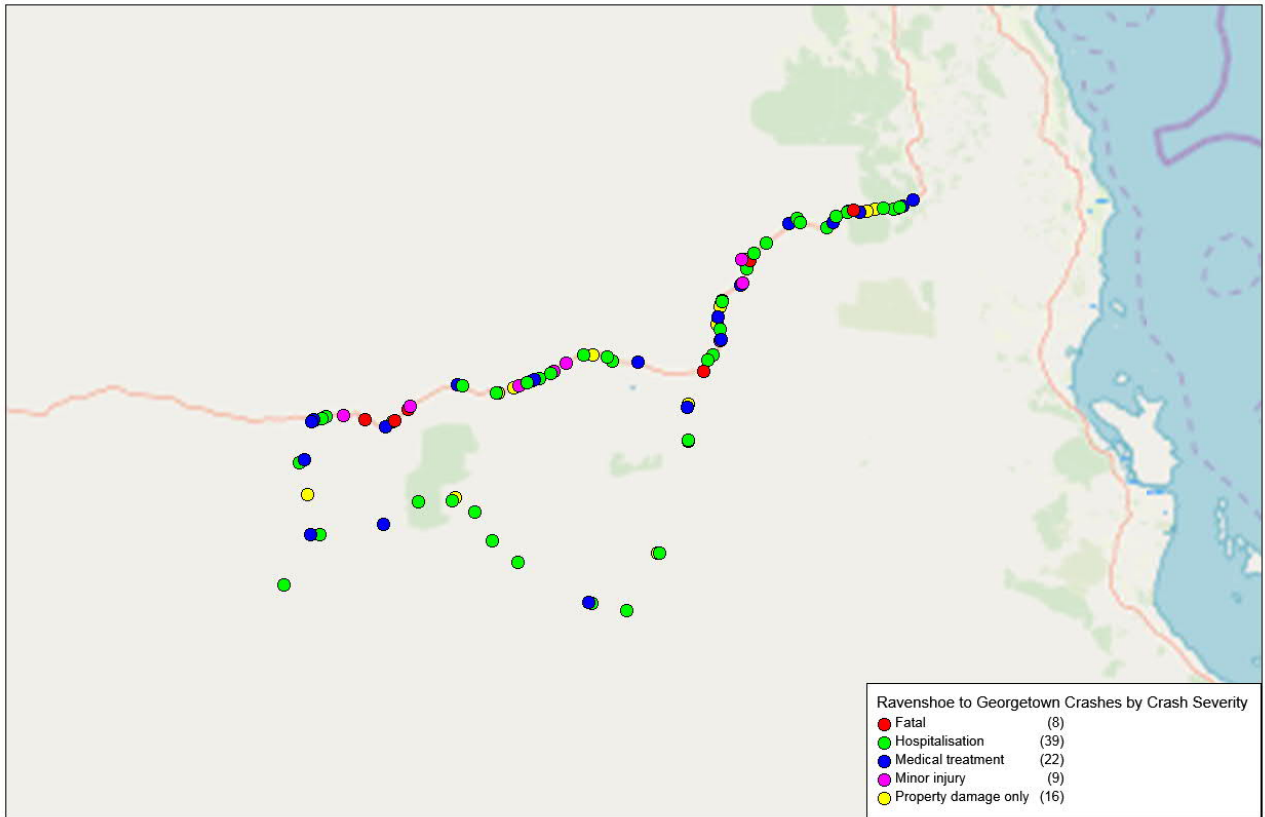 Ravenshoe to Georgetown Crashes by Crash Severity
Fatal (8)
Hospitalisation (39)
Medical treatment (22)
Minor injury (9)
Property damage only (16)